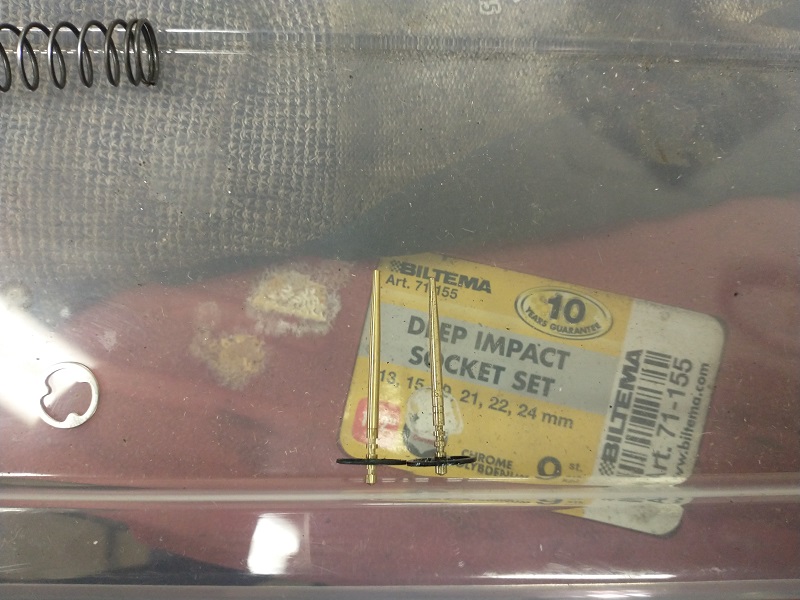 BILTEMA
Art. 71-155
10
YEARS GUARANTEE
DEEP IMPACT
SOCKET SET
21, 22, 24 mm
CHROME
BILTEMA
Art. 71-155
www.biltema.com